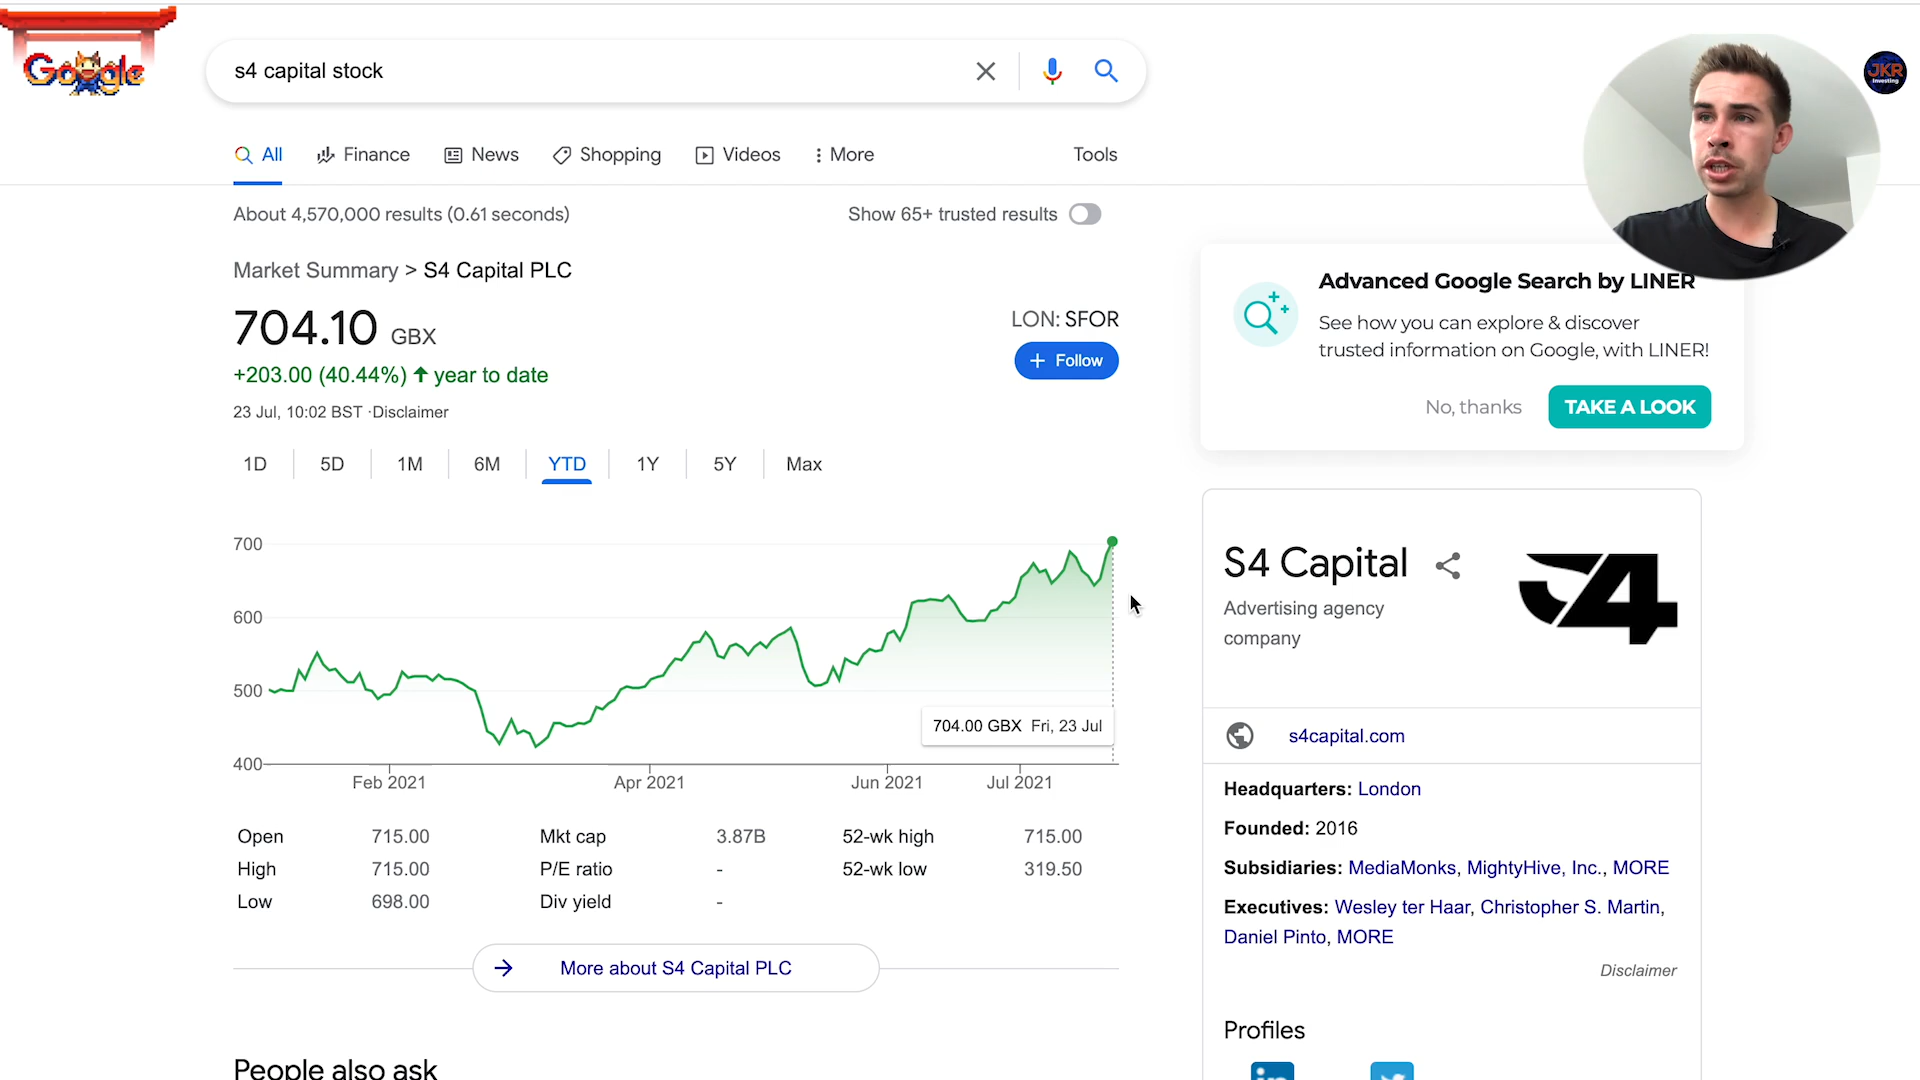 Google
s4 capital stock
JKR
Investing
All
Finance
News
Shopping
Videos
More
Tools
About 4,570,000 results (0.61 seconds)
Show 65+ trusted results
Market Summary > S4 Capital PLC
704.10 GBX
+203.00 (40.44%) year to date
23 Jul, 10:02 BST ·Disclaimer
LON: SFOR
+ Follow
1D
5D
1M
6M
YTD
1Y
5Y
Max
700
600
500
400
704.00 GBX Fri, 23 Jul
Feb 2021
Apr 2021
Jun 2021
Jul 2021
Open 715.00 Mkt cap 3.87B 52-wk high 715.00
High 715.00 P/E ratio - 52-wk low 319.50
Low 698.00 Div yield -
More about S4 Capital PLC
People also ask
Advanced Google Search by LINER
See how you can explore & discover
trusted information on Google, with LINER!
No, thanks
TAKE A LOOK
S4 Capital
Advertising agency
company
S4
s4capital.com
Headquarters: London
Founded: 2016
Subsidiaries: MediaMonks, MightyHive, Inc., MORE
Executives: Wesley ter Haar, Christopher S. Martin,
Daniel Pinto, MORE
Disclaimer
Profiles
in